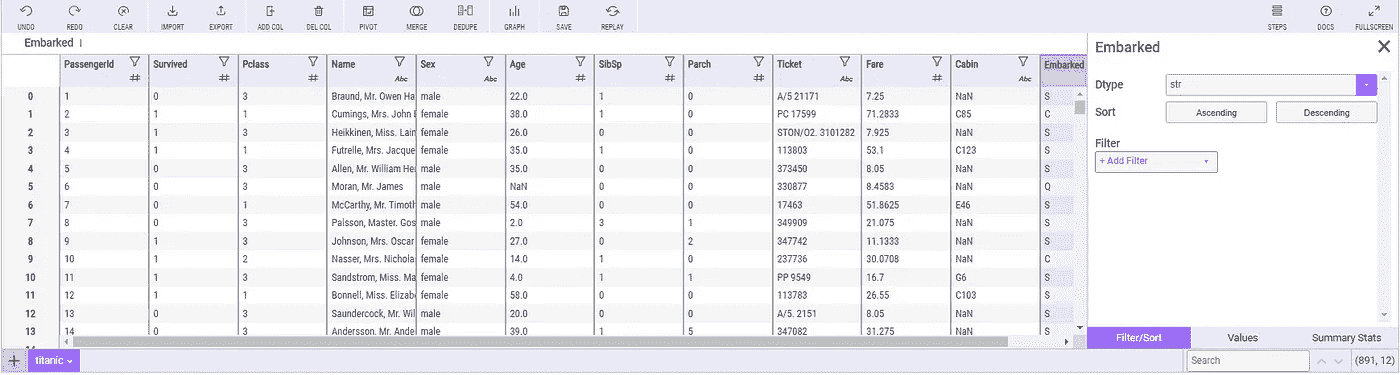 UNDO REDO CLEAR IMPORT EXPORT ADD COL DEL COL PIVOT MERGE DEDUPE GRAPH SAVE REPLAY STEPS DOCS FULLSCREEN
Embarked
PassengerId Survived Pclass Name Sex Age SibSp Parch Ticket Fare Cabin Embarked
# # # Abc Abc # # # Abc # Abc
0 1 0 3 Braund, Mr. Owen Ha male 22.0 1 0 A/5 21171 7.25 NaN S
1 2 1 1 Cumings, Mrs. John female 38.0 1 0 PC 17599 71.2833 C85 C
2 3 1 3 Heikkinen, Miss. Lain female 26.0 0 0 STON/O2. 3101282 7.925 NaN S
3 4 1 1 Futrelle, Mrs. Jacque female 35.0 1 0 113803 53.1 C123 S
4 5 0 3 Allen, Mr. William He male 35.0 0 0 373450 8.05 NaN S
5 6 0 3 Moran, Mr. James male NaN 0 0 330877 8.4583 NaN Q
6 7 0 1 McCarthy, Mr. Timoth male 54.0 0 0 17463 51.8625 E46 S
7 8 0 3 Palsson, Master. Gos male 2.0 3 1 349909 21.075 NaN S
8 9 1 3 Johnson, Mrs. Oscar female 27.0 0 2 347742 11.1333 NaN S
9 10 1 2 Nasser, Mrs. Nichola female 14.0 1 0 237736 30.0708 NaN C
10 11 1 3 Sandstrom, Miss. Ma female 4.0 1 1 PP 9549 16.7 G6 S
11 12 1 1 Bonnell, Miss. Elizab female 58.0 0 0 113783 26.55 C103 S
12 13 0 3 Saundercock, Mr. Wil male 20.0 0 0 A/5. 2151 8.05 NaN S
13 14 0 3 Andersson, Mr. Ande male 39.0 1 5 347082 31.275 NaN S
Embarked
Dtype str
Sort Ascending Descending
Filter
+ Add Filter
Filter/Sort Values Summary Stats
+ titanic Search (891, 12)